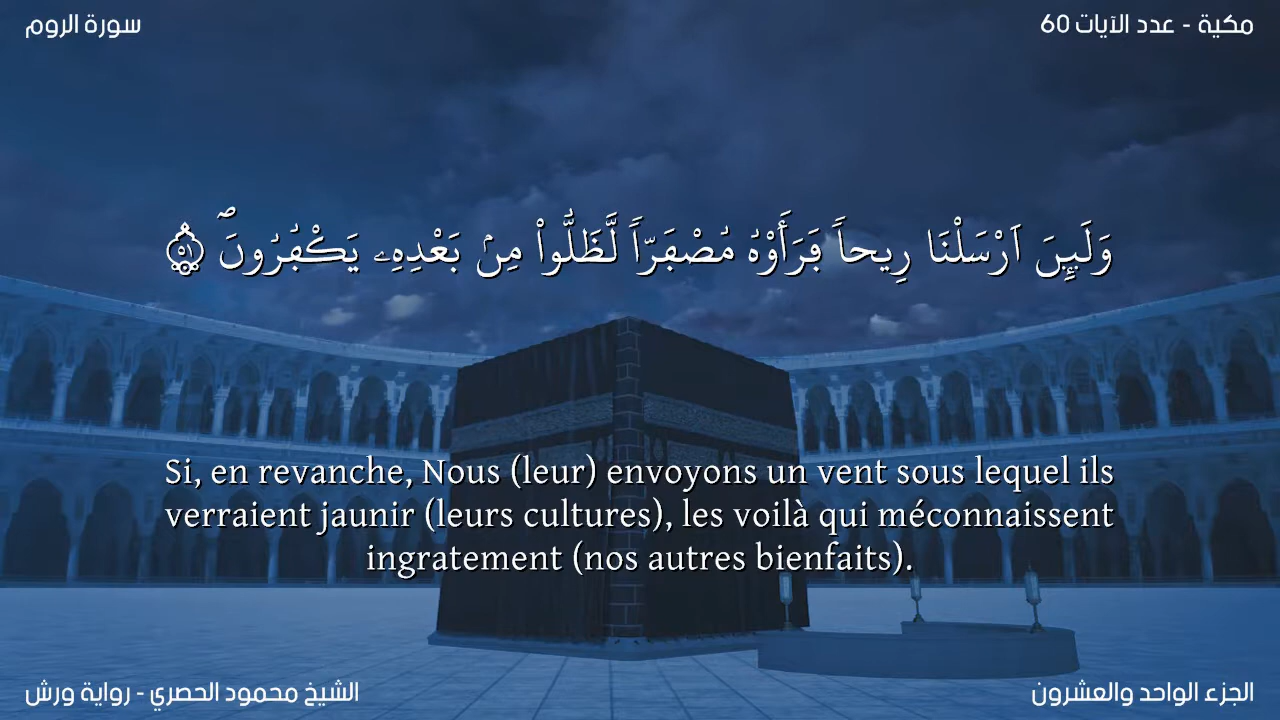 مكية - عدد الآيات 60
سورة الروم
وَلَئِنَ اَرْسَلْنَا رِيحاٗ فَرَأَوْهُ مُصْفَرّاٗ لَّظَلُّواْ مِنۢ بَعْدِهِۦ يَكْفُرُونَۖ ۝٥١
Si, en revanche, Nous (leur) envoyons un vent sous lequel ils
verraient jaunir (leurs cultures), les voilà qui méconnaissent
ingratement (nos autres bienfaits).
الجزء الواحد والعشرون
الشيخ محمود الحصري - رواية ورش